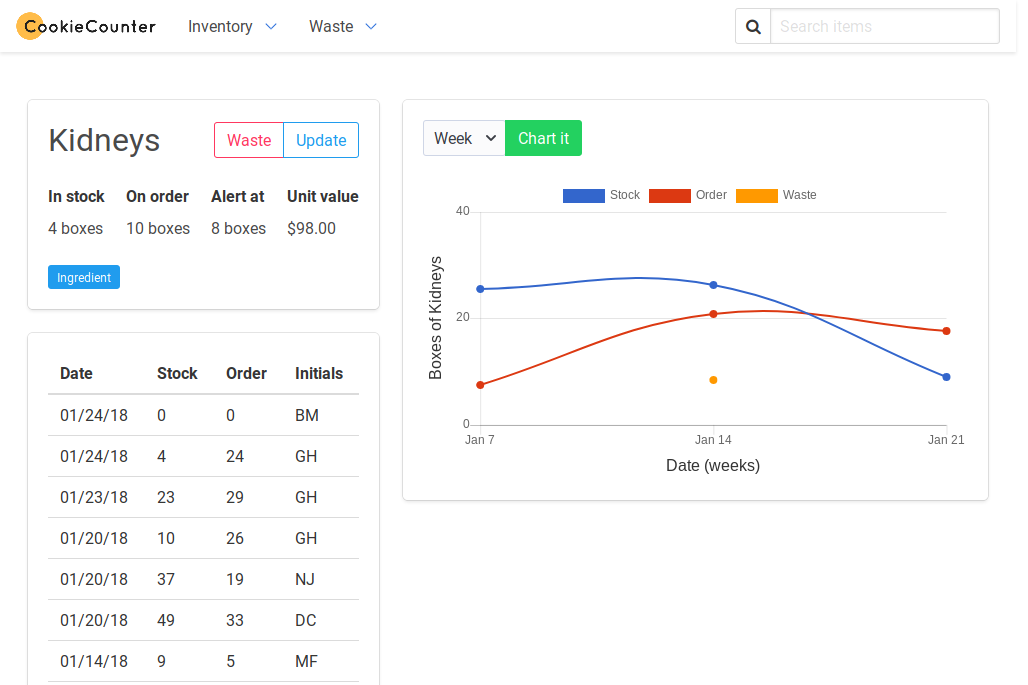 CookieCounter Inventory Waste Search items
Kidneys Waste Update
In stock On order Alert at Unit value
4 boxes 10 boxes 8 boxes $98.00
Ingredient
Date Stock Order Initials
01/24/18 0 0 BM
01/24/18 4 24 GH
01/23/18 23 29 GH
01/20/18 10 26 GH
01/20/18 37 19 NJ
01/20/18 49 33 DC
01/14/18 9 5 MF
Week Chart it
Stock Order Waste
Boxes of Kidneys
40
20
0
Jan 7 Jan 14 Jan 21
Date (weeks)